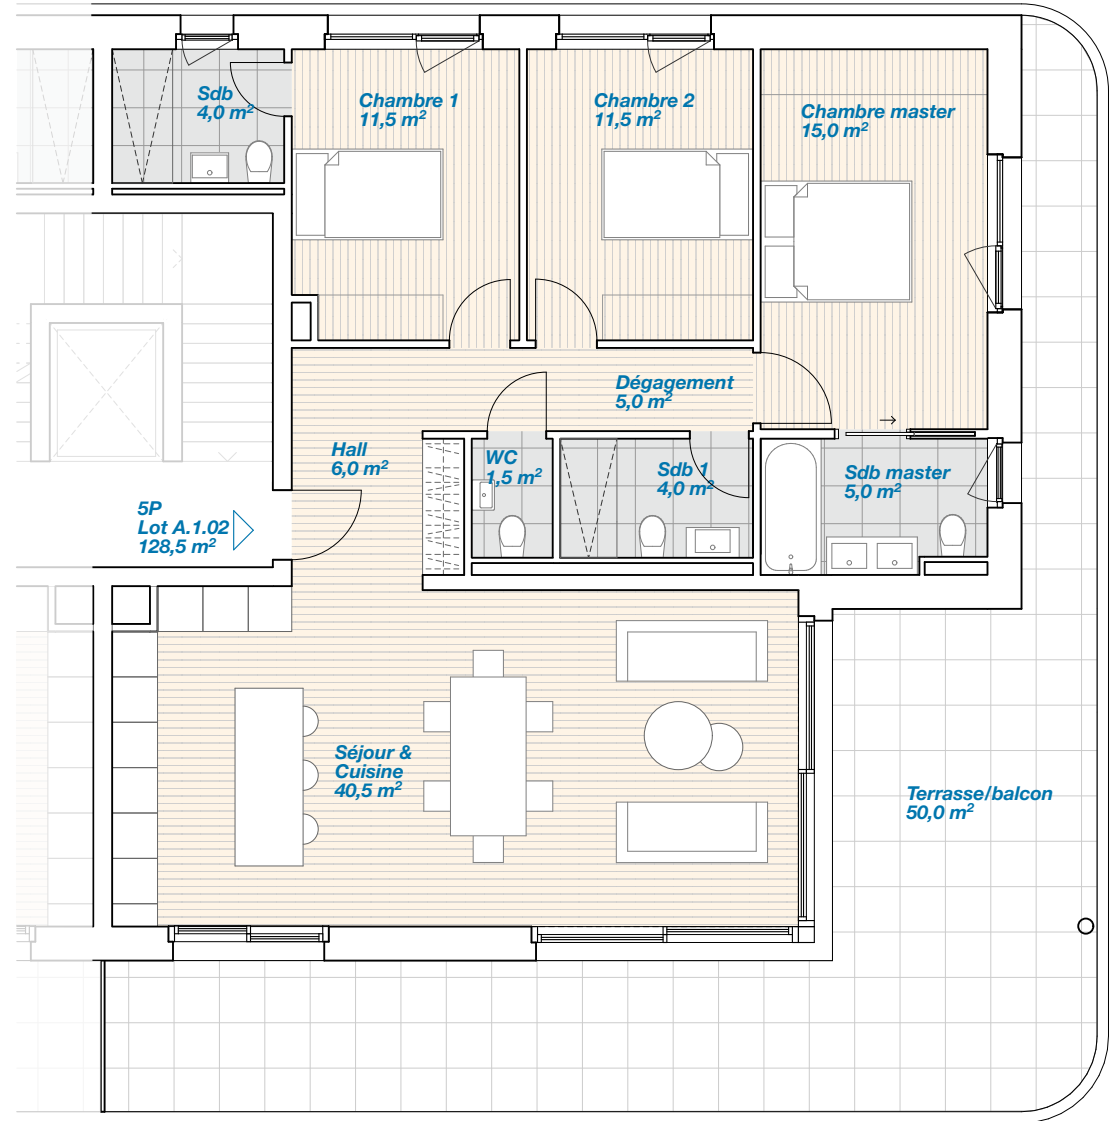 Sdb
4,0 m²
Chambre 1
11,5 m²
Chambre 2
11,5 m²
Chambre master
15,0 m²
Dégagement
5,0 m²
Hall
6,0 m²
WC
1,5 m²
Sdb 1
4,0 m²
Sdb master
5,0 m²
5P
Lot A.1.02
128,5 m²
Séjour &
Cuisine
40,5 m²
Terrasse/balcon
50,0 m²